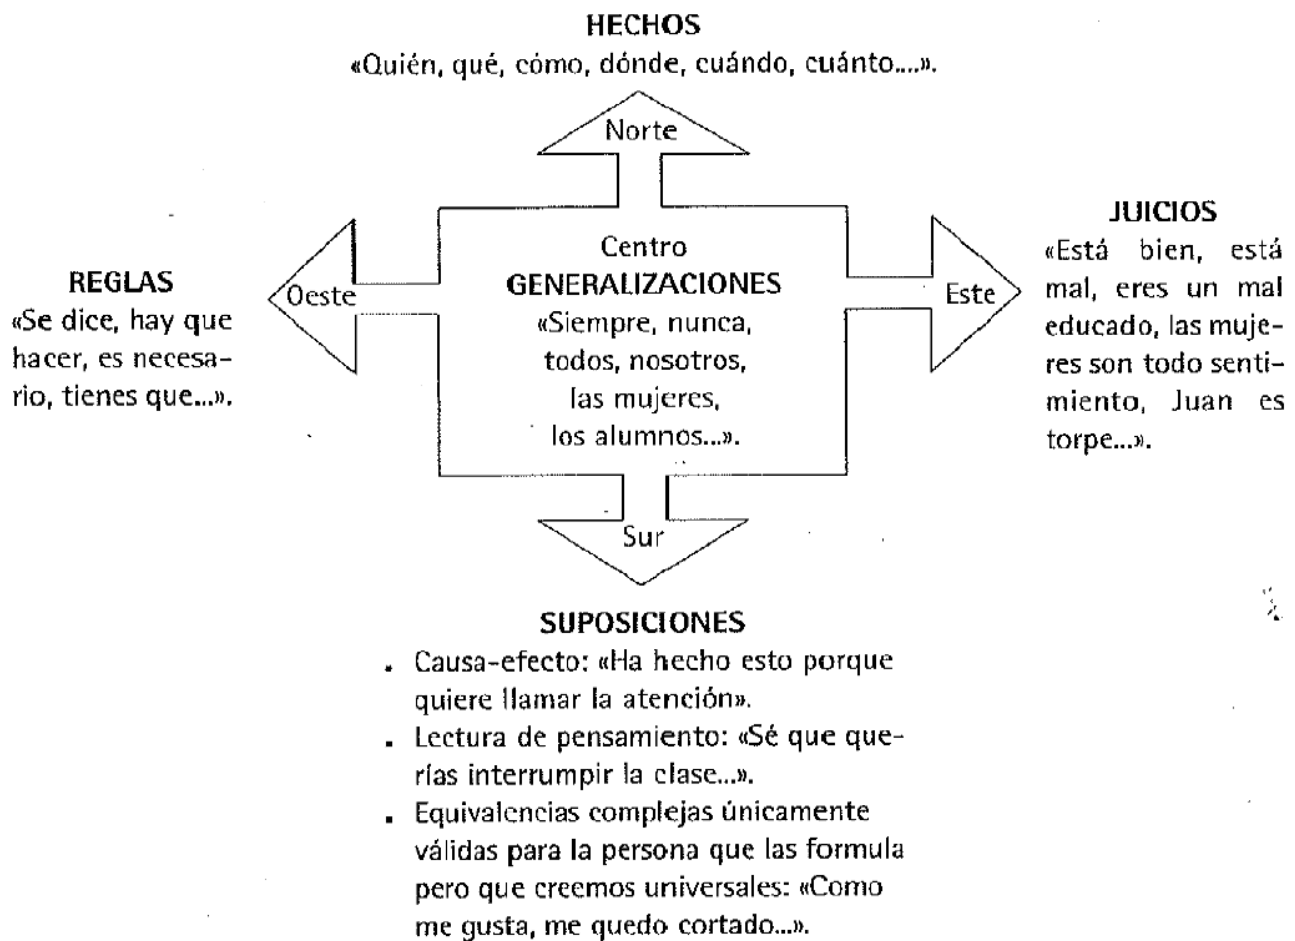 HECHOS
«Quién, qué, cómo, dónde, cuándo, cuánto....».
Norte
JUICIOS
«Está bien, está
mal, eres un mal
educado, las muje-
res son todo senti-
miento, Juan es
torpe...».
Este
Centro
GENERALIZACIONES
«Siempre, nunca,
todos, nosotros,
las mujeres,
los alumnos...».
REGLAS
«Se dice, hay que
hacer, es necesa-
rio, tienes que...».
Oeste
Sur
SUPOSICIONES
. Causa-efecto: «Ha hecho esto porque
quiere llamar la atención».
. Lectura de pensamiento: «Sé que que-
rías interrumpir la clase...».
. Equivalencias complejas únicamente
válidas para la persona que las formula
pero que creemos universales: «Como
me gusta, me quedo cortado...».